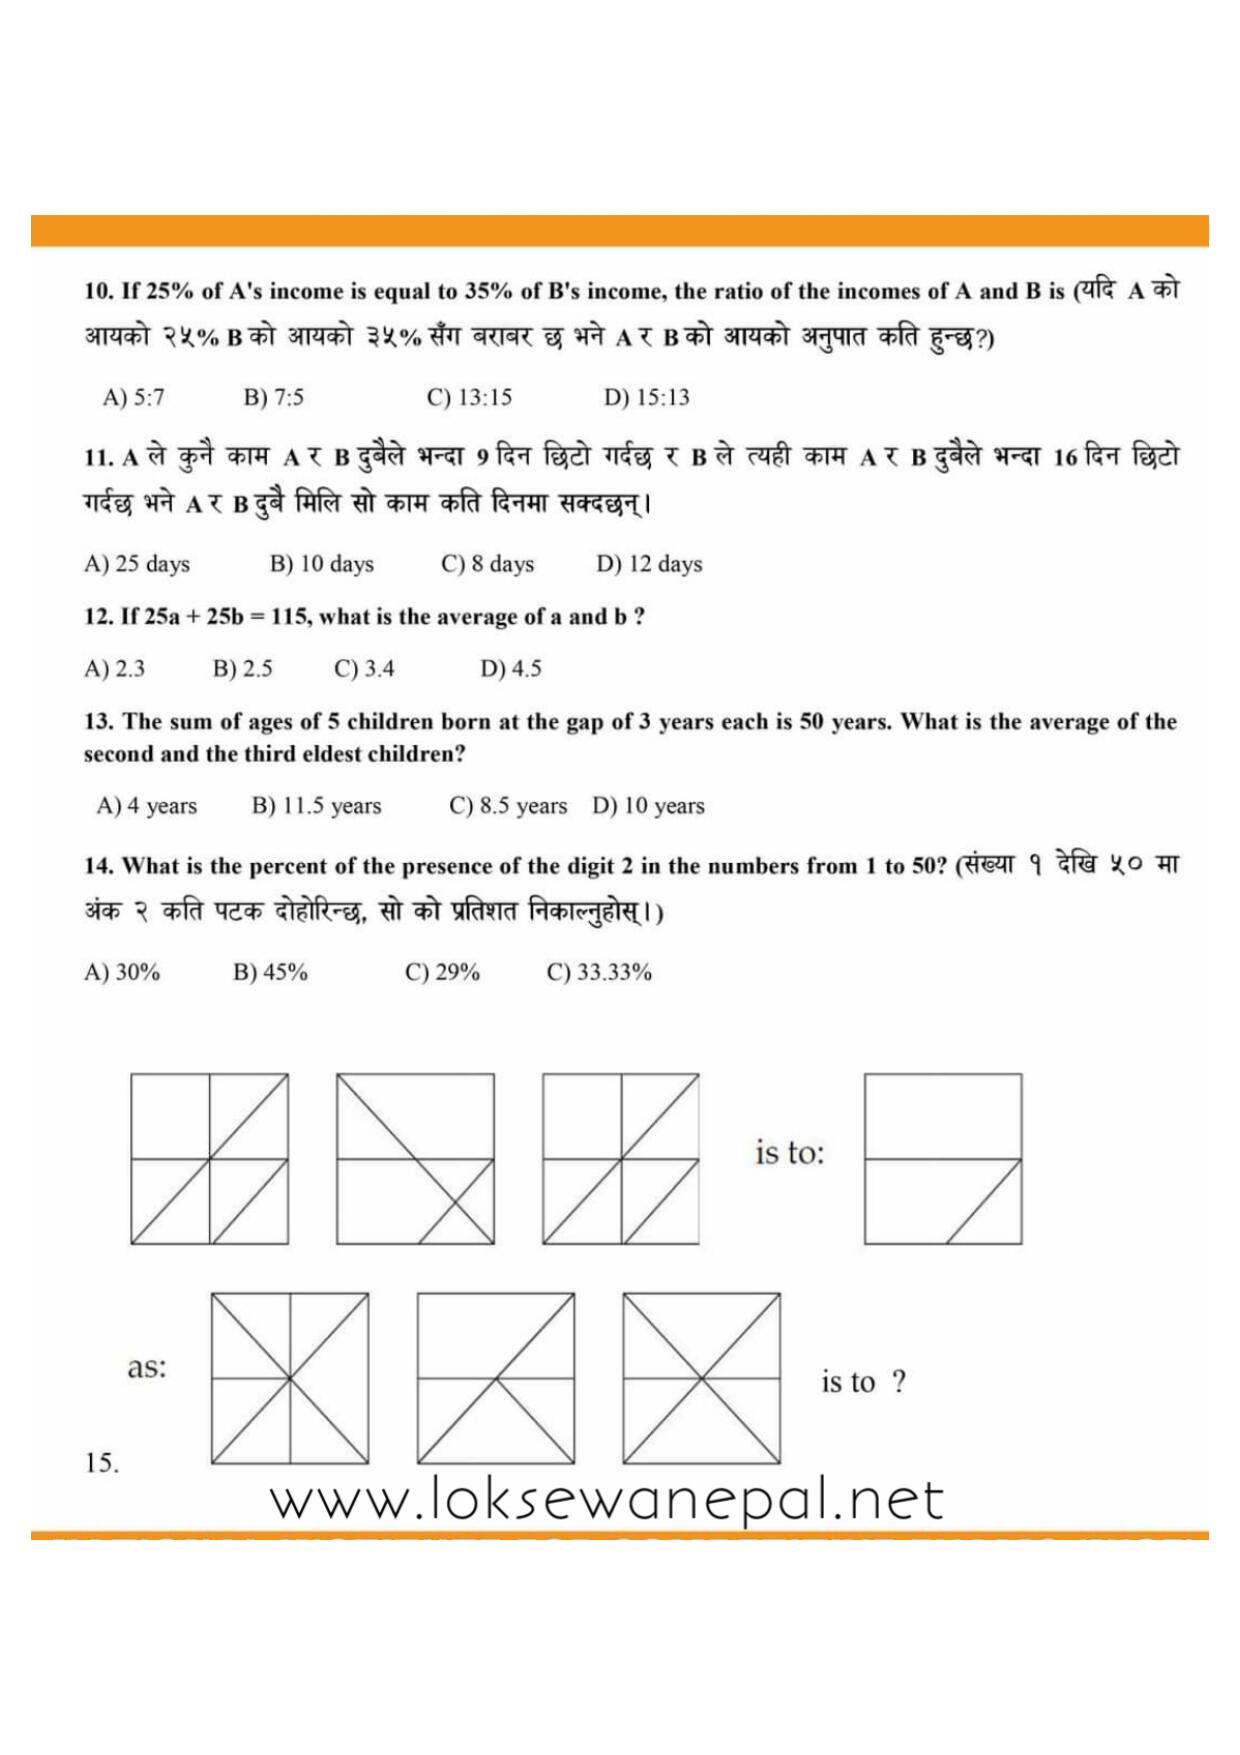 10. If 25% of A's income is equal to 35% of B's income, the ratio of the incomes of A and B is (यदि A को
आयको २५% B को आयको ३५% सँग बराबर छ भने A र B को आयको अनुपात कति हुन्छ?)
A) 5:7 B) 7:5 C) 13:15 D) 15:13
11. A ले कुनै काम A र B दुबैले भन्दा 9 दिन छिटो गर्दछ र B ले त्यही काम A र B दुबैले भन्दा 16 दिन छिटो
गर्दछ भने A र B दुबै मिलि सो काम कति दिनमा सक्दछन्।
A) 25 days B) 10 days C) 8 days D) 12 days
12. If 25a + 25b = 115, what is the average of a and b ?
A) 2.3 B) 2.5 C) 3.4 D) 4.5
13. The sum of ages of 5 children born at the gap of 3 years each is 50 years. What is the average of the
second and the third eldest children?
A) 4 years B) 11.5 years C) 8.5 years D) 10 years
14. What is the percent of the presence of the digit 2 in the numbers from 1 to 50? (संख्या १ देखि ५० मा
अंक २ कति पटक दोहोरिन्छ, सो को प्रतिशत निकाल्नुहोस्।)
A) 30% B) 45% C) 29% C) 33.33%
is to:
as:
is to ?
15.
www.loksewanepal.net